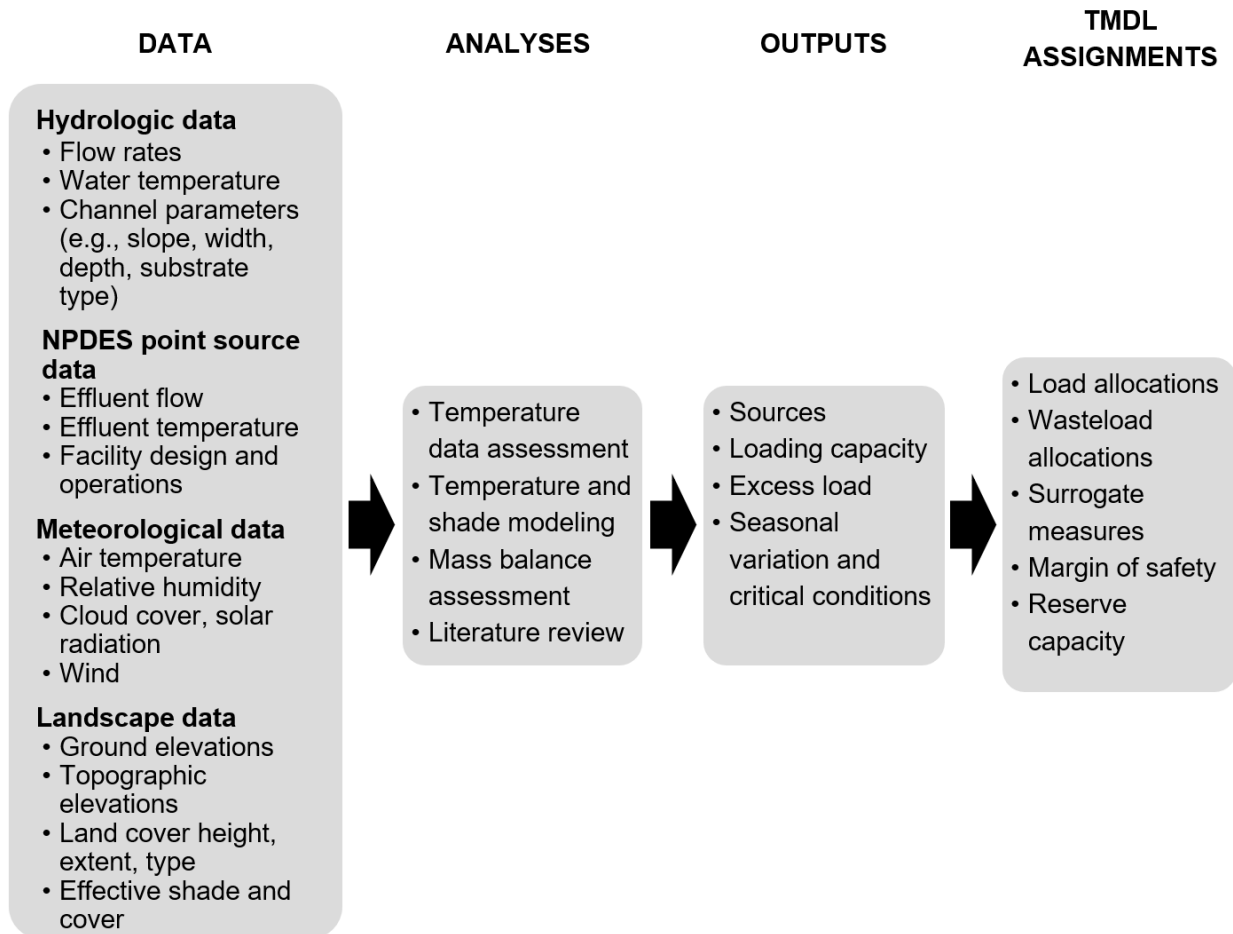 DATA
Hydrologic data
• Flow rates
• Water temperature
• Channel parameters
(e.g., slope, width,
depth, substrate
type)
NPDES point source
data
• Effluent flow
• Effluent temperature
• Facility design and
operations
Meteorological data
• Air temperature
• Relative humidity
• Cloud cover, solar
radiation
• Wind
Landscape data
• Ground elevations
• Topographic
elevations
• Land cover height,
extent, type
• Effective shade and
cover
ANALYSES
• Temperature
data assessment
• Temperature and
shade modeling
• Mass balance
assessment
• Literature review
OUTPUTS
• Sources
• Loading capacity
• Excess load
• Seasonal
variation and
critical conditions
TMDL
ASSIGNMENTS
• Load allocations
• Wasteload
allocations
• Surrogate
measures
• Margin of safety
• Reserve
capacity